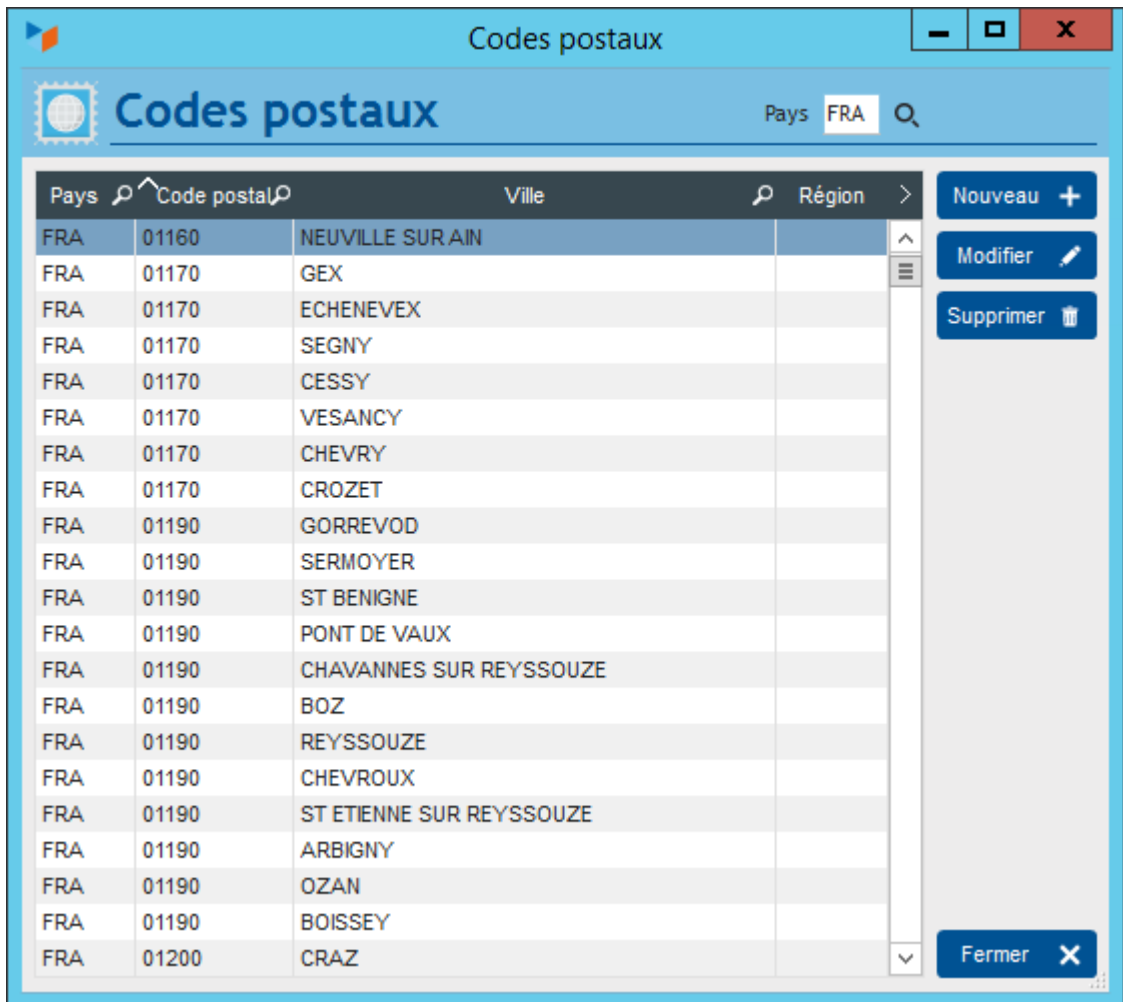 Codes postaux
Codes postaux Pays FRA
Pays Code postal Ville Région
Nouveau
FRA 01160 NEUVILLE SUR AIN
Modifier
FRA 01170 GEX
FRA 01170 ECHENEVEX
Supprimer
FRA 01170 SEGNY
FRA 01170 CESSY
FRA 01170 VESANCY
FRA 01170 CHEVRY
FRA 01170 CROZET
FRA 01190 GORREVOD
FRA 01190 SERMOYER
FRA 01190 ST BENIGNE
FRA 01190 PONT DE VAUX
FRA 01190 CHAVANNES SUR REYSSOUZE
FRA 01190 BOZ
FRA 01190 REYSSOUZE
FRA 01190 CHEVROUX
FRA 01190 ST ETIENNE SUR REYSSOUZE
FRA 01190 ARBIGNY
FRA 01190 OZAN
FRA 01190 BOISSEY
FRA 01200 CRAZ
Fermer